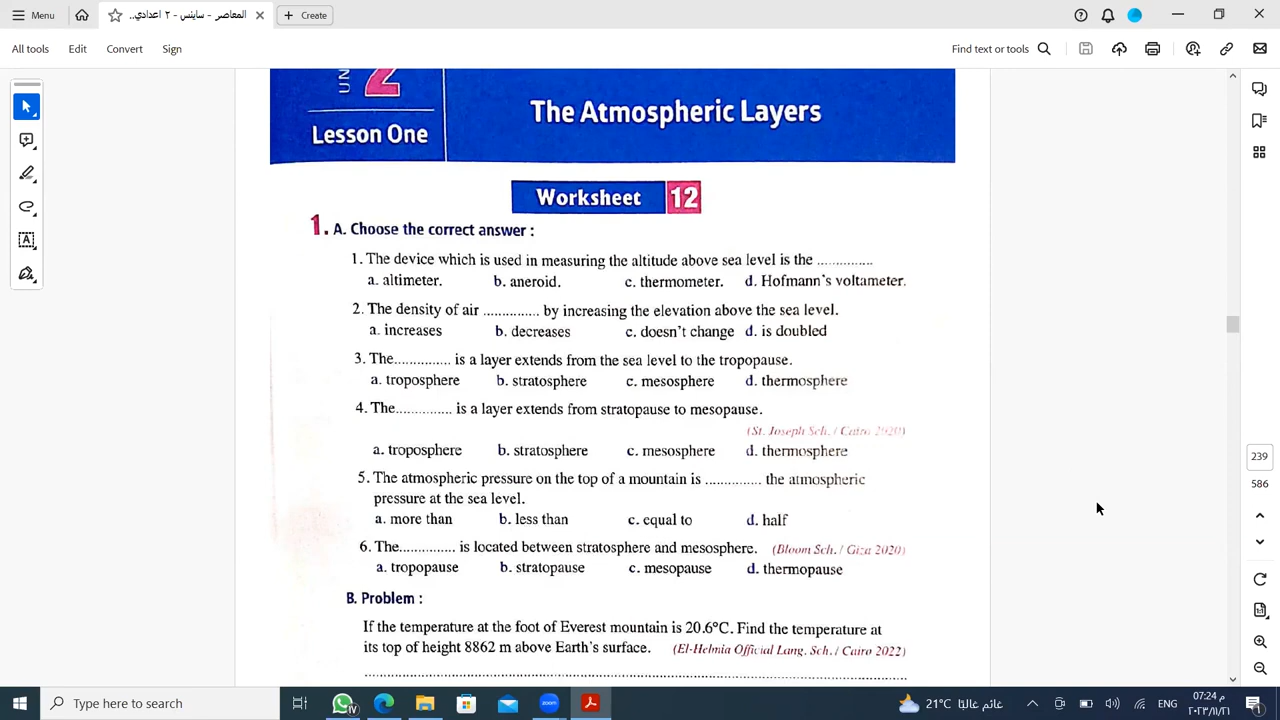 Menu
المعاصر - ساينس - ٢ اعدادي..
Create
All tools
Edit
Convert
Sign
Find text or tools
UNI
2
Lesson One
The Atmospheric Layers
Worksheet 12
1. A. Choose the correct answer :
1. The device which is used in measuring the altitude above sea level is the ..............
a. altimeter. b. aneroid. c. thermometer. d. Hofmann's voltameter.
2. The density of air .............. by increasing the elevation above the sea level.
a. increases b. decreases c. doesn't change d. is doubled
3. The.............. is a layer extends from the sea level to the tropopause.
a. troposphere b. stratosphere c. mesosphere d. thermosphere
4. The.............. is a layer extends from stratopause to mesopause.
(St. Joseph Sch. / Cairo 2020)
a. troposphere b. stratosphere c. mesosphere d. thermosphere
5. The atmospheric pressure on the top of a mountain is .............. the atmospheric
pressure at the sea level.
a. more than b. less than c. equal to d. half
6. The.............. is located between stratosphere and mesosphere. (Bloom Sch. / Giza 2020)
a. tropopause b. stratopause c. mesopause d. thermopause
B. Problem :
If the temperature at the foot of Everest mountain is 20.6°C. Find the temperature at
its top of height 8862 m above Earth's surface. (El-Helmia Official Lang. Sch. / Cairo 2022)
239
586
Type here to search
zoom
21°C غائم غالبًا
ENG
07:24 م
٢٠٢٣/١١/٢٦
1